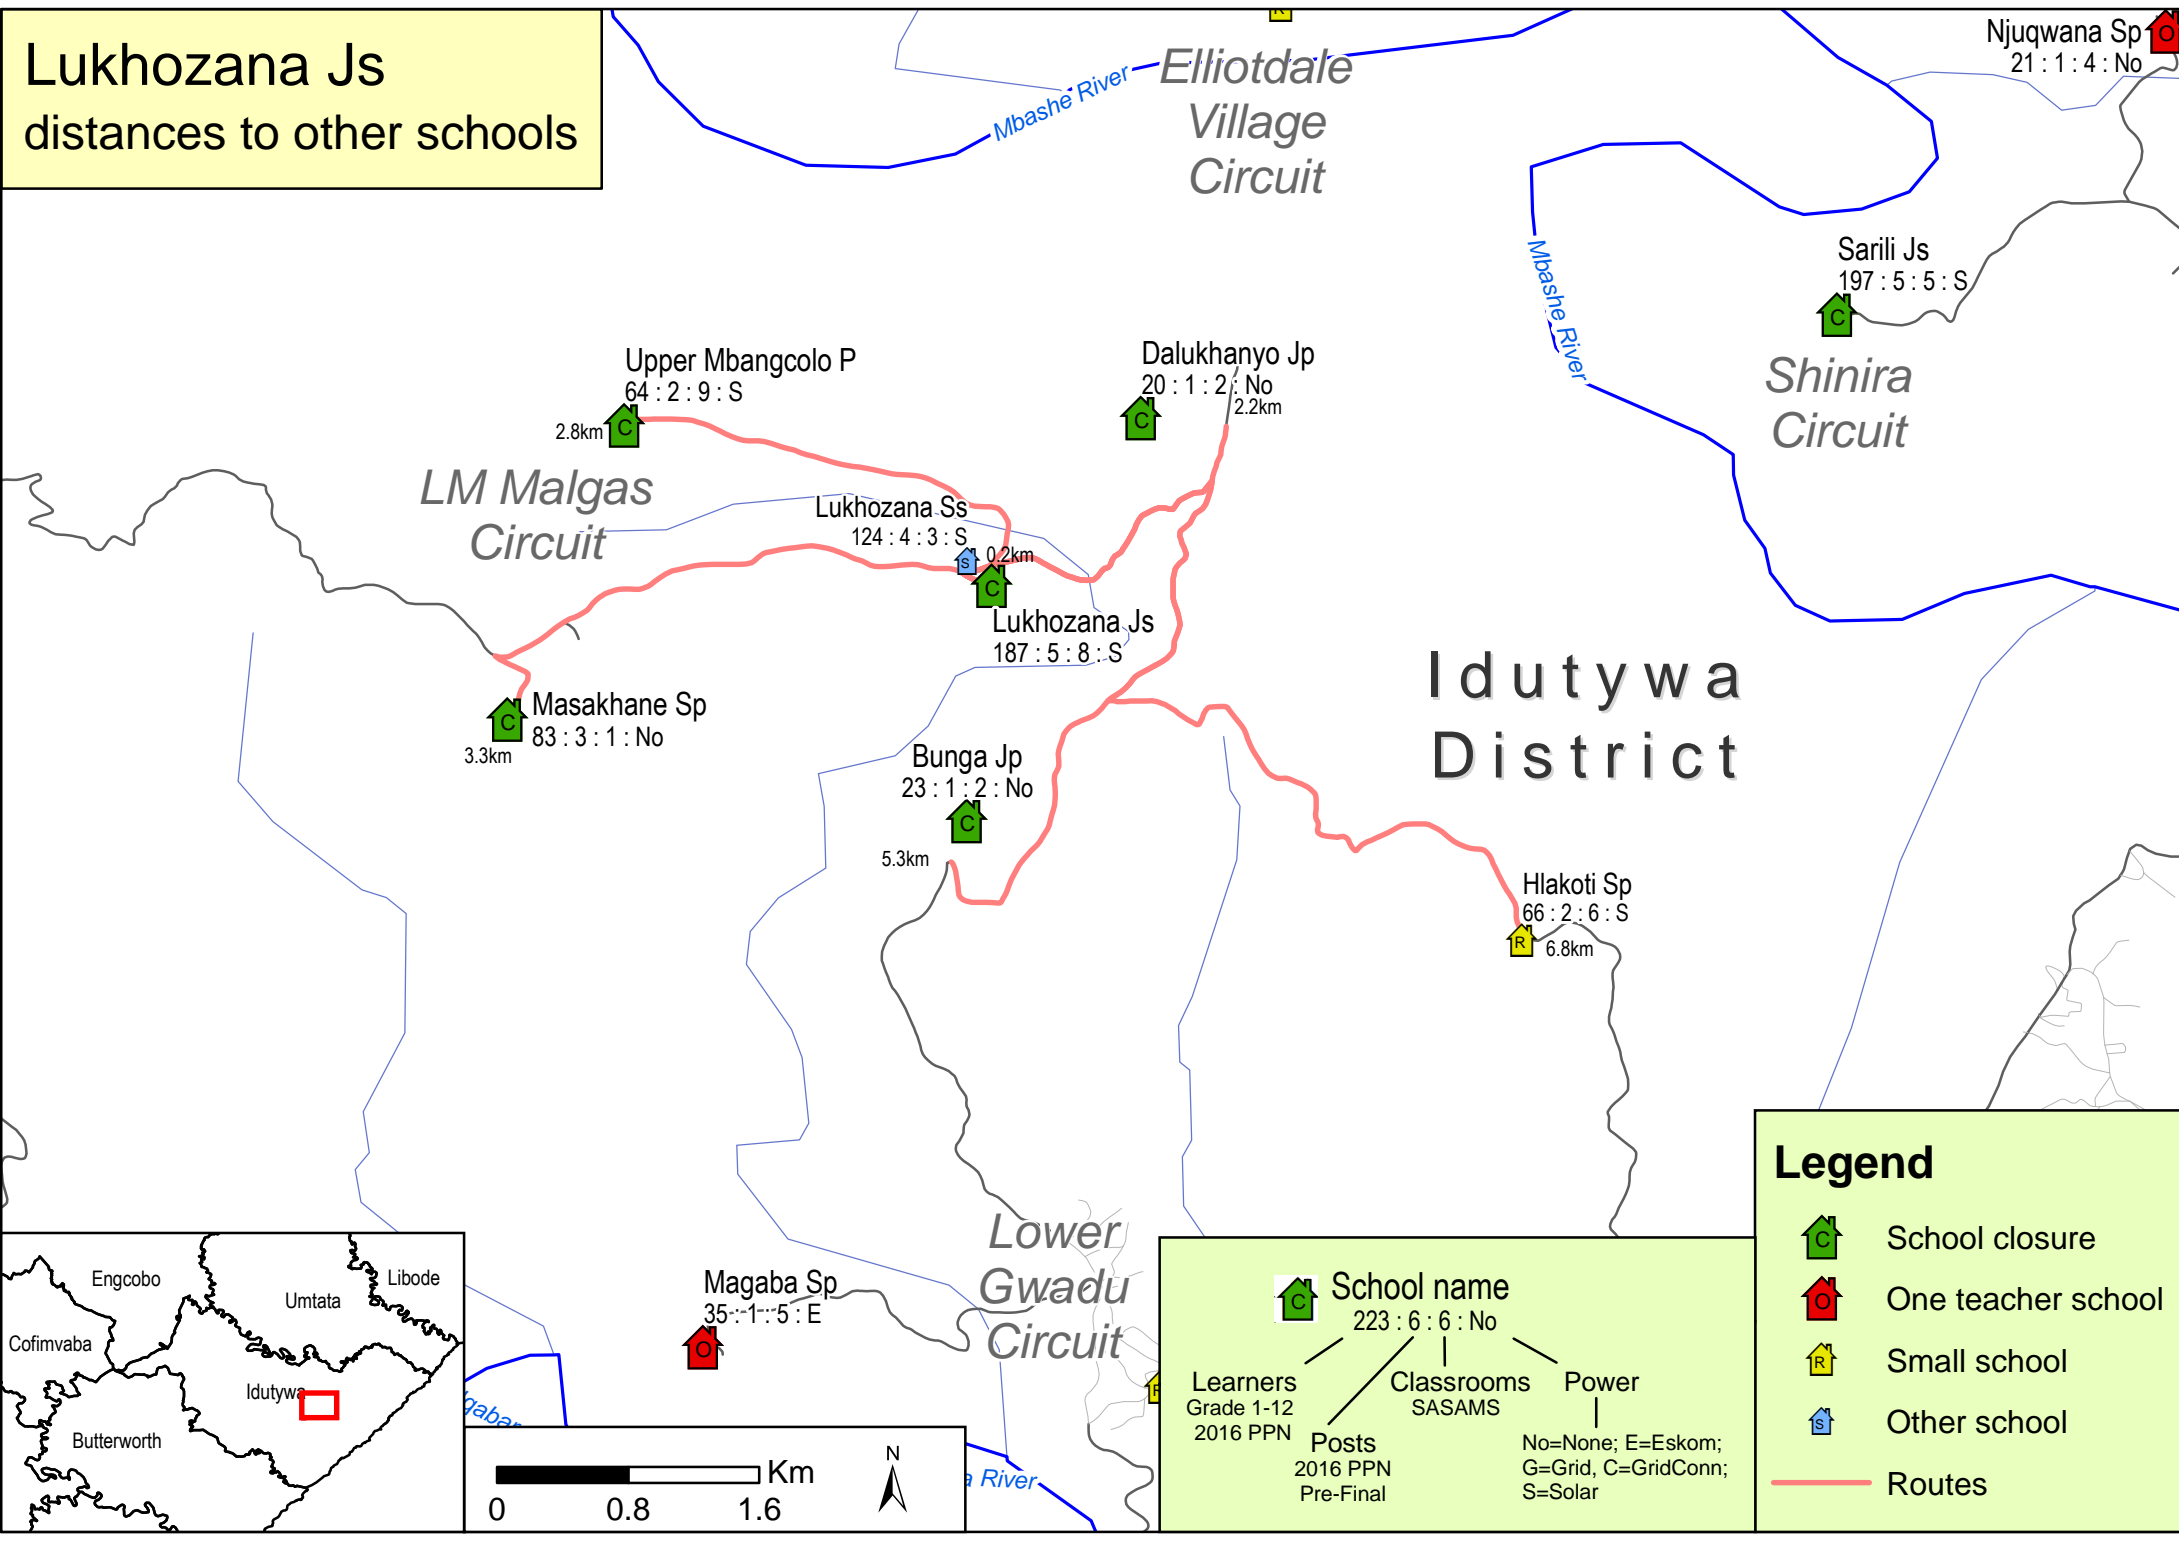 Lukhozana Js
distances to other schools
R
Elliotdale
Village
Circuit
Mbashe River
Njuqwana Sp
21 : 1 : 4 : No
O
Mbashe River
Sarili Js
197 : 5 : 5 : S
C
Shinira
Circuit
Upper Mbangcolo P
64 : 2 : 9 : S
C
2.8km
Dalukhanyo Jp
20 : 1 : 2 : No
C
2.2km
LM Malgas
Circuit
Lukhozana Ss
124 : 4 : 3 : S
S
0.2km
C
Lukhozana Js
187 : 5 : 8 : S
Idutywa
District
Masakhane Sp
83 : 3 : 1 : No
C
3.3km
Bunga Jp
23 : 1 : 2 : No
C
5.3km
Hlakoti Sp
66 : 2 : 6 : S
R
6.8km
Magaba Sp
35 : 1 : 5 : E
O
Lower
Gwadu
Circuit
Engcobo
Libode
Umtata
Cofimvaba
Idutywa
Butterworth
Km
0 0.8 1.6
N
a River
C
School name
223 : 6 : 6 : No
Learners
Grade 1-12
2016 PPN
Posts
2016 PPN
Pre-Final
Classrooms
SASAMS
Power
No=None; E=Eskom;
G=Grid, C=GridConn;
S=Solar
Legend
C School closure
O One teacher school
R Small school
S Other school
Routes